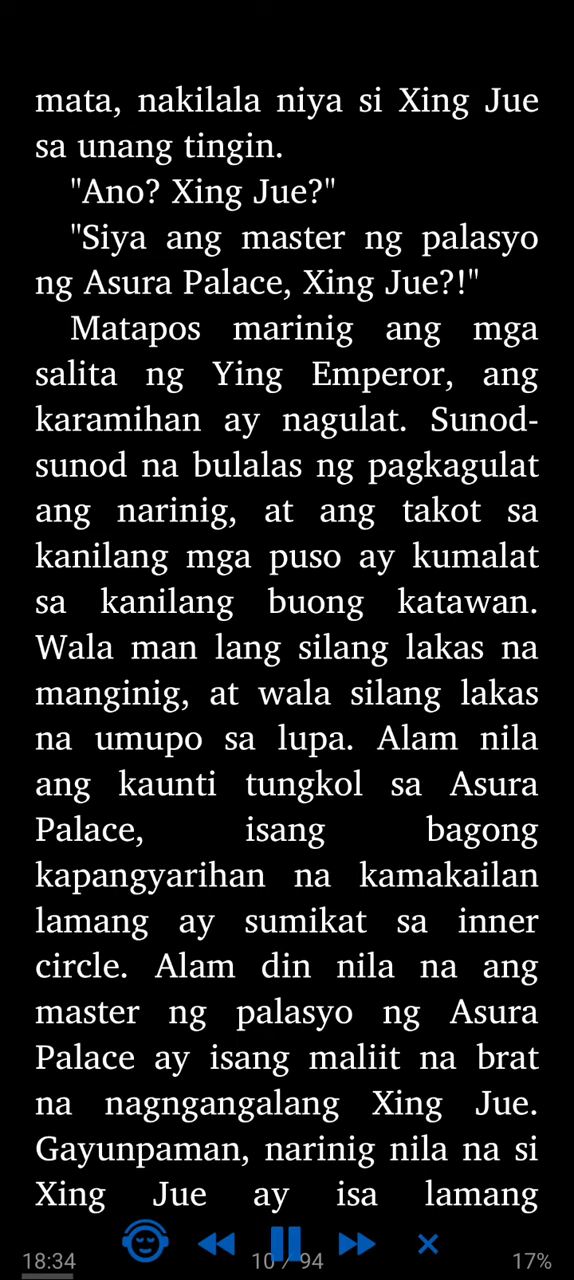 mata, nakilala niya si Xing Jue
sa unang tingin.
"Ano? Xing Jue?"
"Siya ang master ng palasyo
ng Asura Palace, Xing Jue?!"
Matapos marinig ang mga
salita ng Ying Emperor, ang
karamihan ay nagulat. Sunod-
sunod na bulalas ng pagkagulat
ang narinig, at ang takot sa
kanilang mga puso ay kumalat
sa kanilang buong katawan.
Wala man lang silang lakas na
manginig, at wala silang lakas
na umupo sa lupa. Alam nila
ang kaunti tungkol sa Asura
Palace, isang bagong
kapangyarihan na kamakailan
lamang ay sumikat sa inner
circle. Alam din nila na ang
master ng palasyo ng Asura
Palace ay isang maliit na brat
na nagngangalang Xing Jue.
Gayunpaman, narinig nila na si
Xing Jue ay isa lamang
18:34 10 / 94 17%